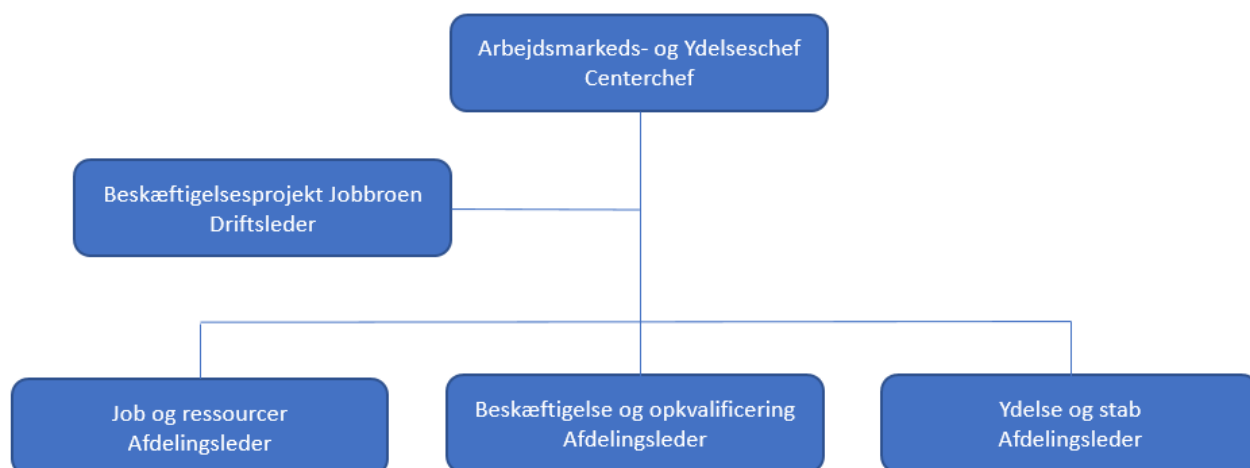 Arbejdsmarkeds- og Ydelseschef
Centerchef
Beskæftigelsesprojekt Jobbroen
Driftsleder
Job og ressourcer
Afdelingsleder
Beskæftigelse og opkvalificering
Afdelingsleder
Ydelse og stab
Afdelingsleder